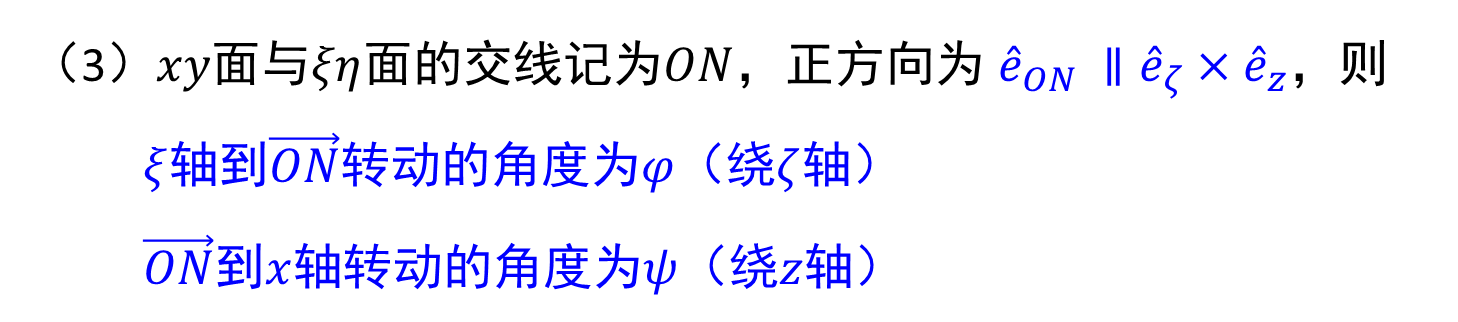 （3）𝑥𝑦面与𝜉𝜂面的交线记为𝑂𝑁，正方向为 𝑒̂_{𝑂𝑁} ∥ 𝑒̂_𝜁 × 𝑒̂_𝑧，则
𝜉轴到\overrightarrow{𝑂𝑁}转动的角度为𝜑（绕𝜁轴）
\overrightarrow{𝑂𝑁}到𝑥轴转动的角度为𝜓（绕𝑧轴）